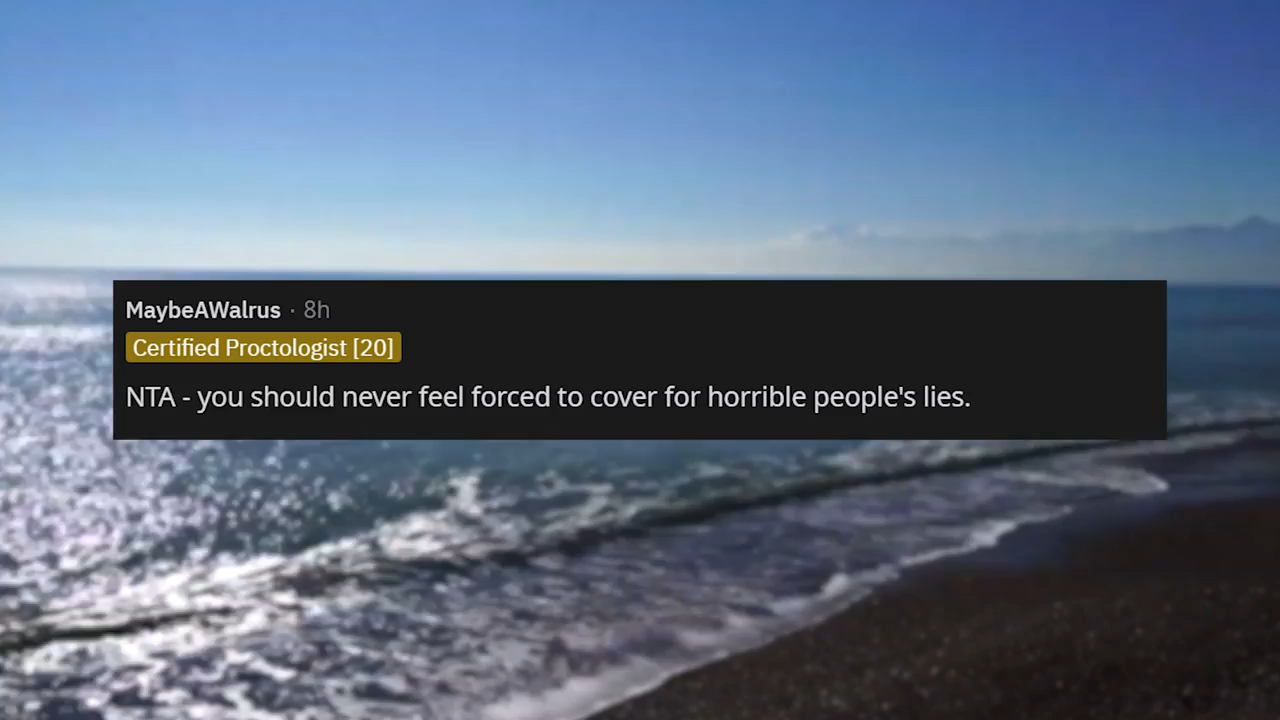 MaybeAWalrus · 8h
Certified Proctologist [20]
NTA - you should never feel forced to cover for horrible people's lies.